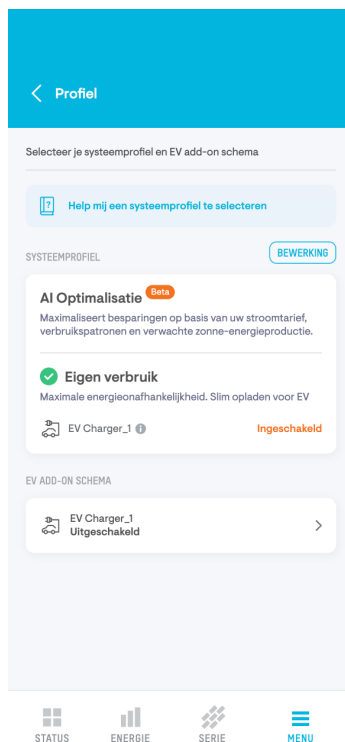 Profiel
Selecteer je systeemprofiel en EV add-on schema
Help mij een systeemprofiel te selecteren
SYSTEEMPROFIEL
BEWERKING
AI Optimalisatie Beta
Maximaliseert besparingen op basis van uw stroomtarief,
verbruikspatronen en verwachte zonne-energieproductie.
Eigen verbruik
Maximale energieonafhankelijkheid. Slim opladen voor EV
EV Charger_1 Ingeschakeld
EV ADD-ON SCHEMA
EV Charger_1
Uitgeschakeld
STATUS ENERGIE SERIE MENU